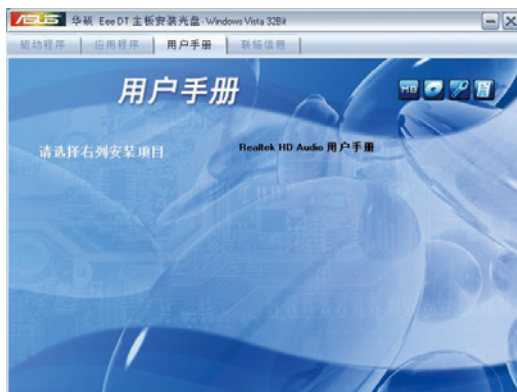 ASUS 华硕 Eee DT 主板安装光盘-Windows Vista 32Bit
驱动程序 应用程序 用户手册 联络信息
用户手册
MB
请选择右列安装项目
Realtek HD Audio 用户手册